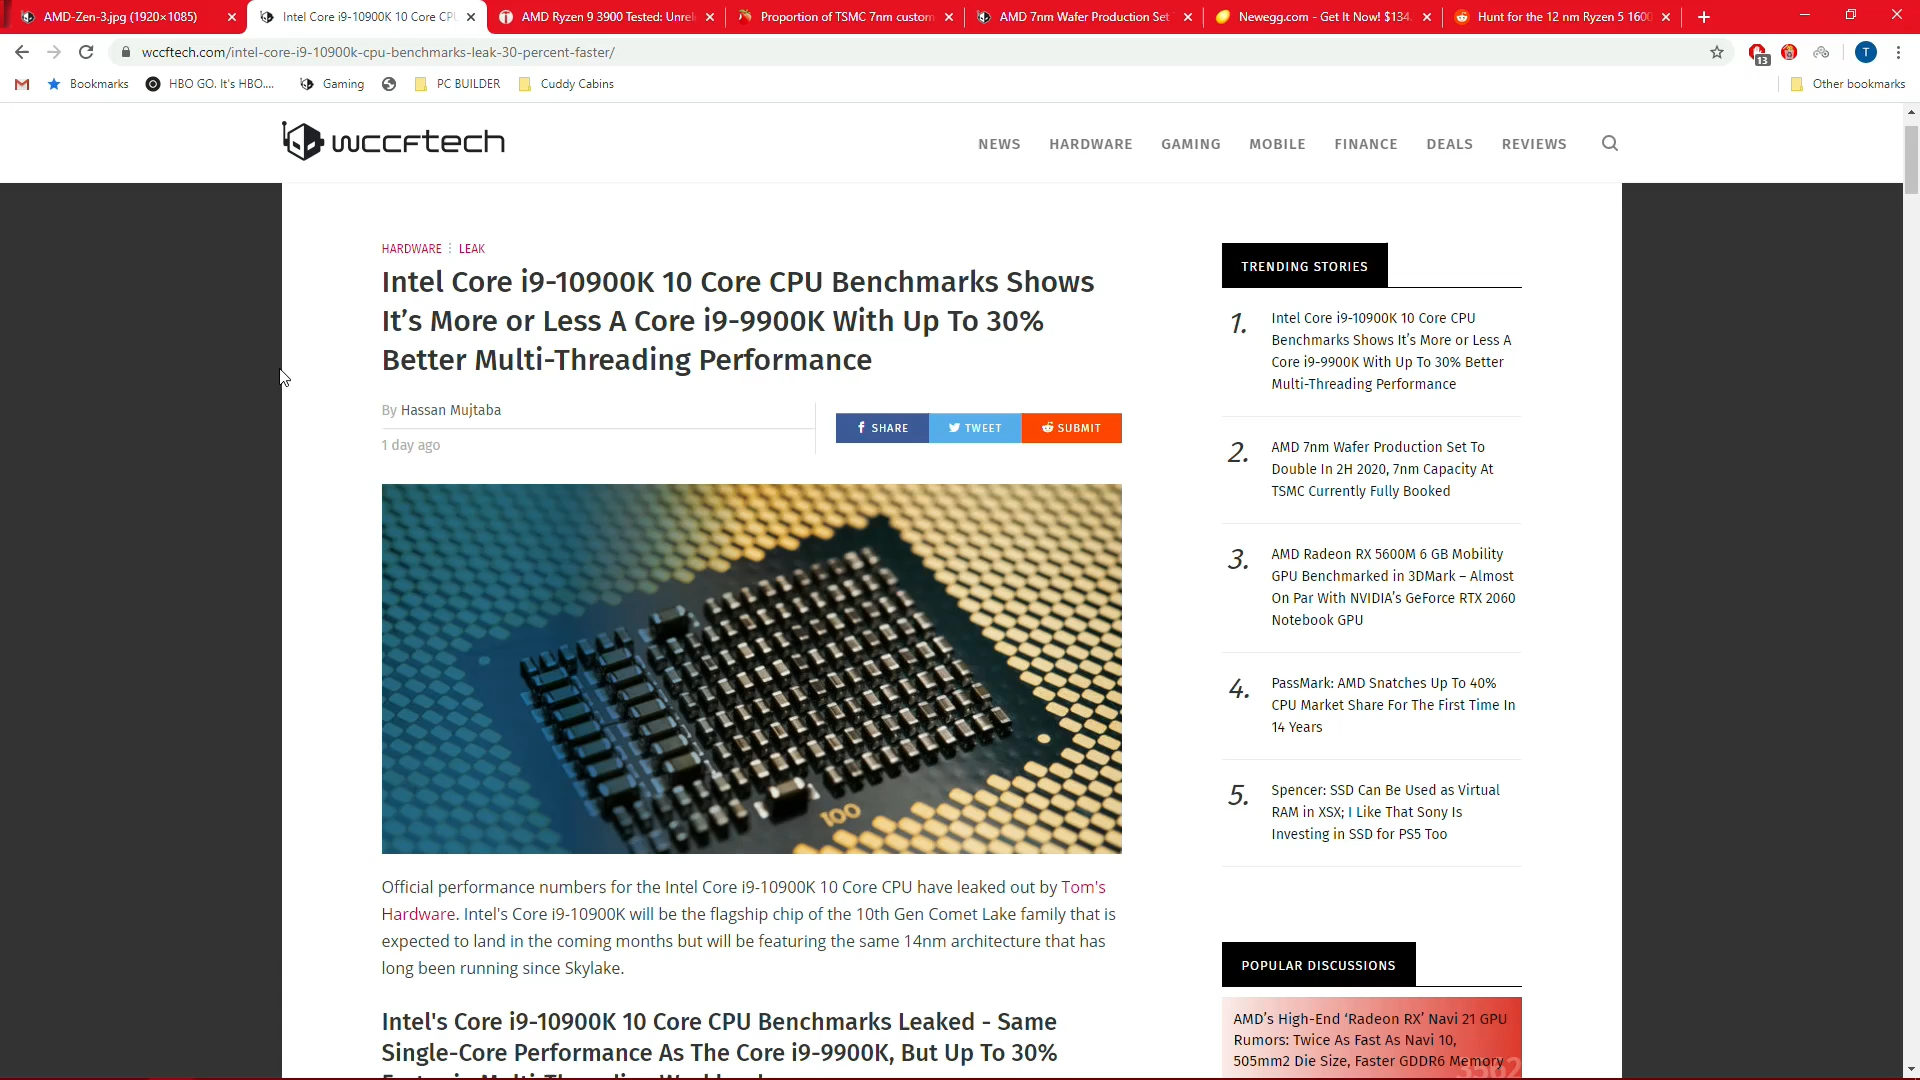 AMD-Zen-3.jpg (1920×1085)
Intel Core i9-10900K 10 Core CPU
AMD Ryzen 9 3900 Tested: Unrel
Proportion of TSMC 7nm custom
AMD 7nm Wafer Production Set
Newegg.com - Get It Now! $134.
Hunt for the 12 nm Ryzen 5 1600
wccftech.com/intel-core-i9-10900k-cpu-benchmarks-leak-30-percent-faster/
13
T
Bookmarks
HBO GO. It's HBO....
Gaming
PC BUILDER
Cuddy Cabins
Other bookmarks
wccftech
NEWS
HARDWARE
GAMING
MOBILE
FINANCE
DEALS
REVIEWS
HARDWARE
LEAK
Intel Core i9-10900K 10 Core CPU Benchmarks Shows
It’s More or Less A Core i9-9900K With Up To 30%
Better Multi-Threading Performance
By Hassan Mujtaba
1 day ago
SHARE
TWEET
SUBMIT
100
Official performance numbers for the Intel Core i9-10900K 10 Core CPU have leaked out by Tom's
Hardware. Intel's Core i9-10900K will be the flagship chip of the 10th Gen Comet Lake family that is
expected to land in the coming months but will be featuring the same 14nm architecture that has
long been running since Skylake.
Intel's Core i9-10900K 10 Core CPU Benchmarks Leaked - Same
Single-Core Performance As The Core i9-9900K, But Up To 30%
TRENDING STORIES
1.
Intel Core i9-10900K 10 Core CPU
Benchmarks Shows It’s More or Less A
Core i9-9900K With Up To 30% Better
Multi-Threading Performance
2.
AMD 7nm Wafer Production Set To
Double In 2H 2020, 7nm Capacity At
TSMC Currently Fully Booked
3.
AMD Radeon RX 5600M 6 GB Mobility
GPU Benchmarked in 3DMark – Almost
On Par With NVIDIA’s GeForce RTX 2060
Notebook GPU
4.
PassMark: AMD Snatches Up To 40%
CPU Market Share For The First Time In
14 Years
5.
Spencer: SSD Can Be Used as Virtual
RAM in XSX; I Like That Sony Is
Investing in SSD for PS5 Too
POPULAR DISCUSSIONS
AMD’s High-End ‘Radeon RX’ Navi 21 GPU
Rumors: Twice As Fast As Navi 10,
505mm2 Die Size, Faster GDDR6 Memory
3562